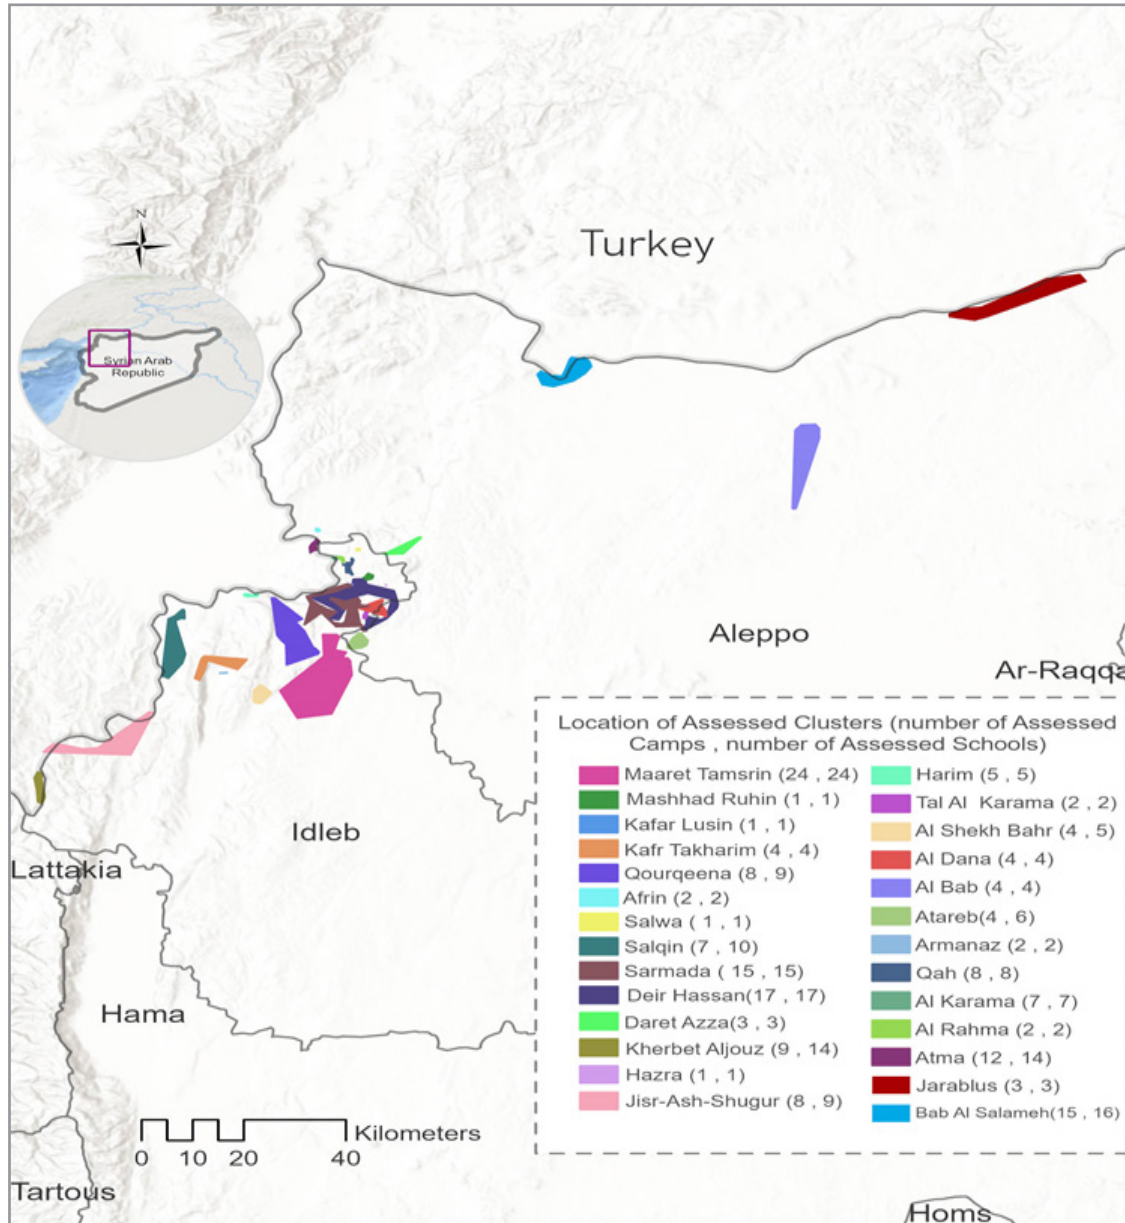 N
Turkey
Syrian Arab
Republic
Aleppo
Ar-Raqqa
Location of Assessed Clusters (number of Assessed
Camps , number of Assessed Schools)
Maaret Tamsrin (24 , 24)
Mashhad Ruhin (1 , 1)
Kafar Lusin (1 , 1)
Kafr Takharim (4 , 4)
Qourqeena (8 , 9)
Afrin (2 , 2)
Salwa ( 1 , 1)
Salqin (7 , 10)
Sarmada ( 15 , 15)
Deir Hassan(17 , 17)
Daret Azza(3 , 3)
Kherbet Aljouz (9 , 14)
Hazra (1 , 1)
Jisr-Ash-Shugur (8 , 9)
Harim (5 , 5)
Tal Al Karama (2 , 2)
Al Shekh Bahr (4 , 5)
Al Dana (4 , 4)
Al Bab (4 , 4)
Atareb(4 , 6)
Armanaz (2 , 2)
Qah (8 , 8)
Al Karama (7 , 7)
Al Rahma (2 , 2)
Atma (12 , 14)
Jarablus (3 , 3)
Bab Al Salameh(15 , 16)
Idleb
Lattakia
Hama
Kilometers
0 10 20 40
Tartous
Homs